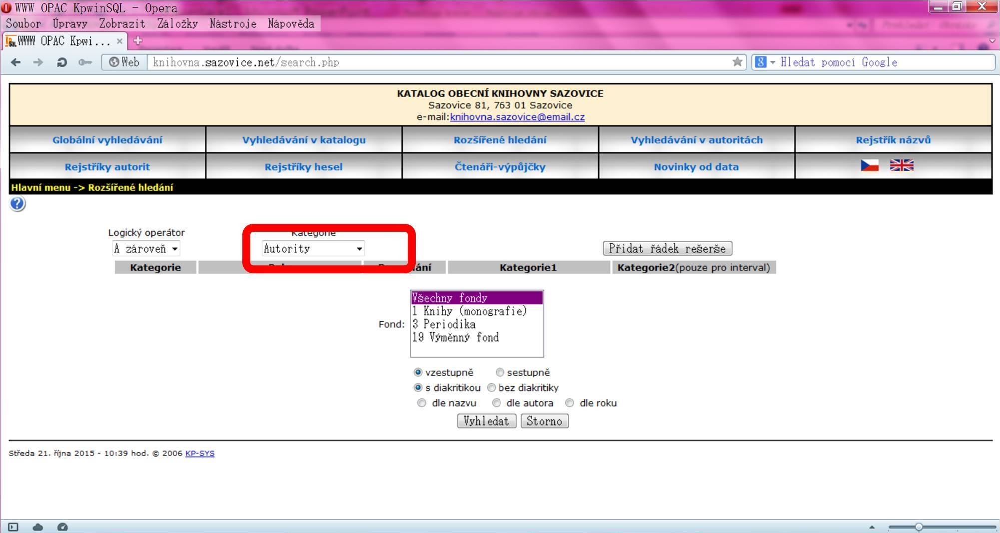 WWW OPAC KpwinSQL - Opera
Soubor Úpravy Zobrazit Záložky Nástroje Nápověda
WWW OPAC Kpwi... ×
Web knihovna.sazovice.net/search.php
Hledat pomocí Google
KATALOG OBECNÍ KNIHOVNY SAZOVICE
Sazovice 81, 763 01 Sazovice
e-mail:knihovna.sazovice@email.cz
Globální vyhledávání Vyhledávání v katalogu Rozšířené hledání Vyhledávání v autoritách Rejstřík názvů
Rejstříky autorit Rejstříky hesel Čtenáři-výpůjčky Novinky od data
Hlavní menu -> Rozšířené hledání
Logický operátor Kategorie
A zároveň Autority Přidat řádek rešerše
Kategorie Kategorie1 Kategorie2(pouze pro interval)
Všechny fondy
1 Knihy (monografie)
Fond: 3 Periodika
19 Výměnný fond
vzestupně sestupně
s diakritikou bez diakritiky
dle nazvu dle autora dle roku
Vyhledat Storno
Středa 21. října 2015 - 10:39 hod. © 2006 KP-SYS